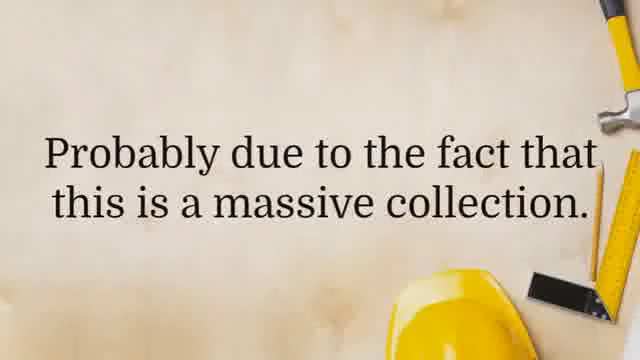 Probably due to the fact that
this is a massive collection.